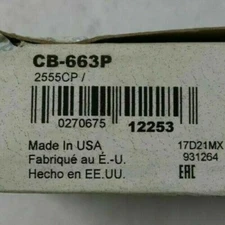 CB-663P
2555CP /
0270675 12253
Made In USA 17D21MX
Fabriqué au É.-U. 931264
Hecho en EE.UU. EAC